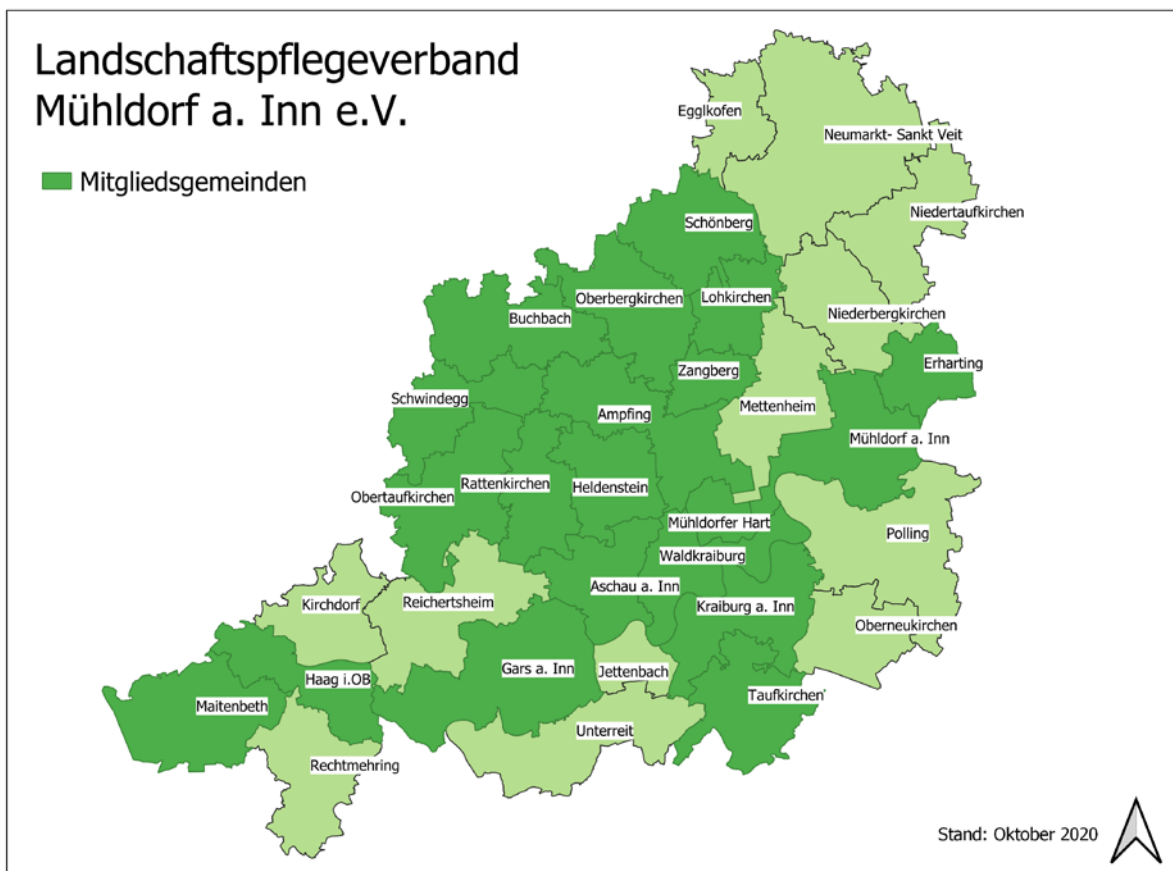 Landschaftspflegeverband
Mühldorf a. Inn e.V.
Mitgliedsgemeinden
Egglkofen
Neumarkt- Sankt Veit
Niedertaufkirchen
Schönberg
Oberbergkirchen
Lohkirchen
Buchbach
Niederbergkirchen
Erharting
Zangberg
Schwindegg
Mettenheim
Ampfing
Mühldorf a. Inn
Rattenkirchen
Heldenstein
Obertaufkirchen
Mühldorfer Hart
Polling
Waldkraiburg
Aschau a. Inn
Kirchdorf
Reichertsheim
Kraiburg a. Inn
Oberneukirchen
Gars a. Inn
Jettenbach
Haag i.OB
Taufkirchen
Maitenbeth
Unterreit
Rechtmehring
Stand: Oktober 2020